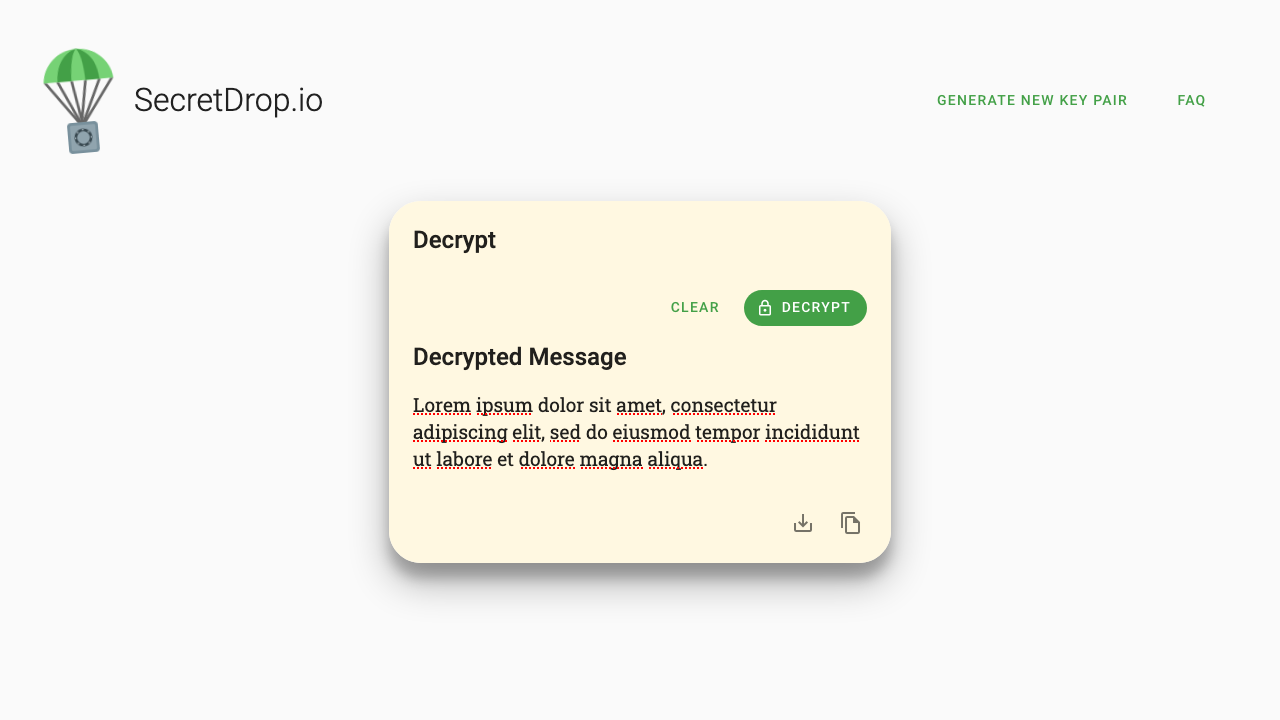 SecretDrop.io
GENERATE NEW KEY PAIR
FAQ
Decrypt
CLEAR
DECRYPT
Decrypted Message
Lorem ipsum dolor sit amet, consectetur
adipiscing elit, sed do eiusmod tempor incididunt
ut labore et dolore magna aliqua.